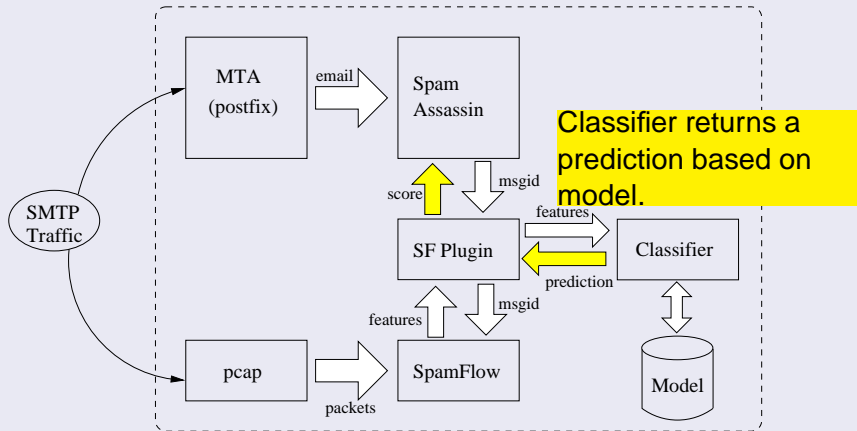 MTA
(postfix)
email
Spam
Assassin
Classifier returns a
prediction based on
model.
score
msgid
features
SMTP
Traffic
SF Plugin
Classifier
prediction
features
msgid
pcap
packets
SpamFlow
Model